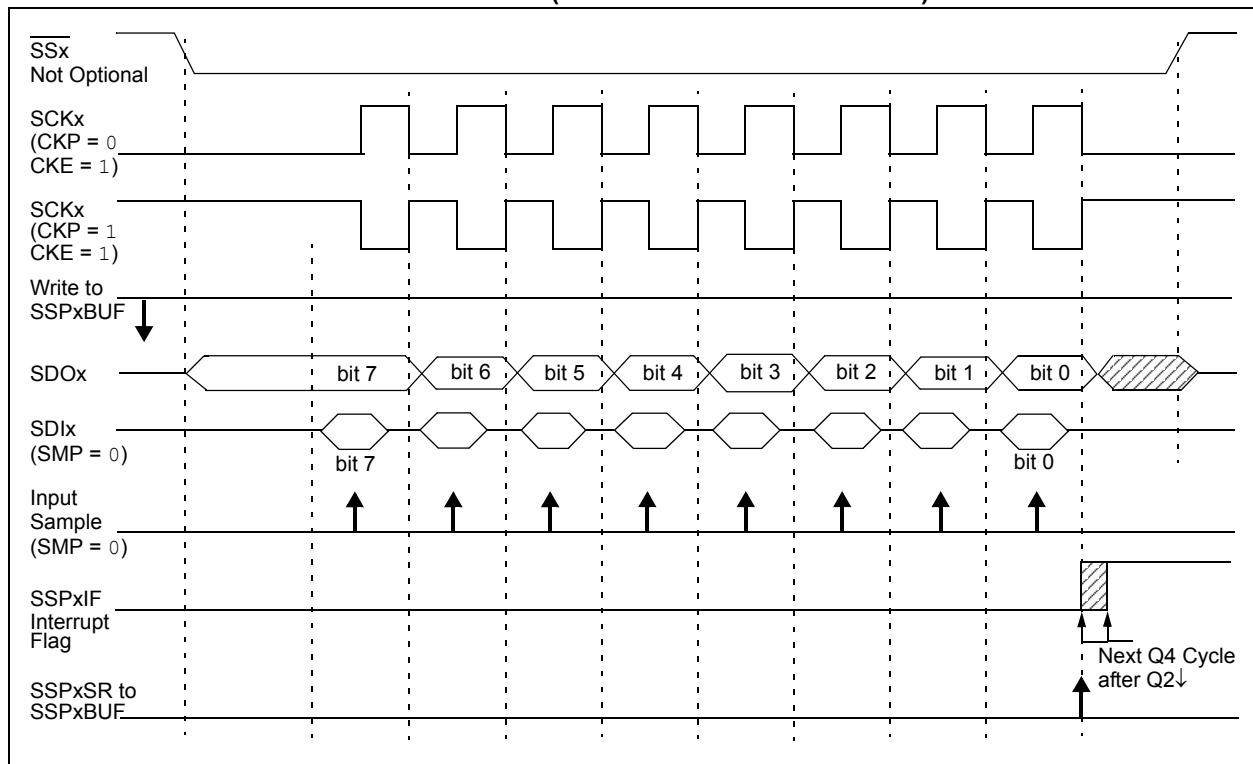 SSx
Not Optional
SCKx
(CKP = 0
CKE = 1)
SCKx
(CKP = 1
CKE = 1)
Write to
SSPxBUF
SDOx
bit 7 bit 6 bit 5 bit 4 bit 3 bit 2 bit 1 bit 0
SDIx
(SMP = 0)
bit 7 bit 0
Input
Sample
(SMP = 0)
SSPxIF
Interrupt
Flag
Next Q4 Cycle
after Q2↓
SSPxSR to
SSPxBUF